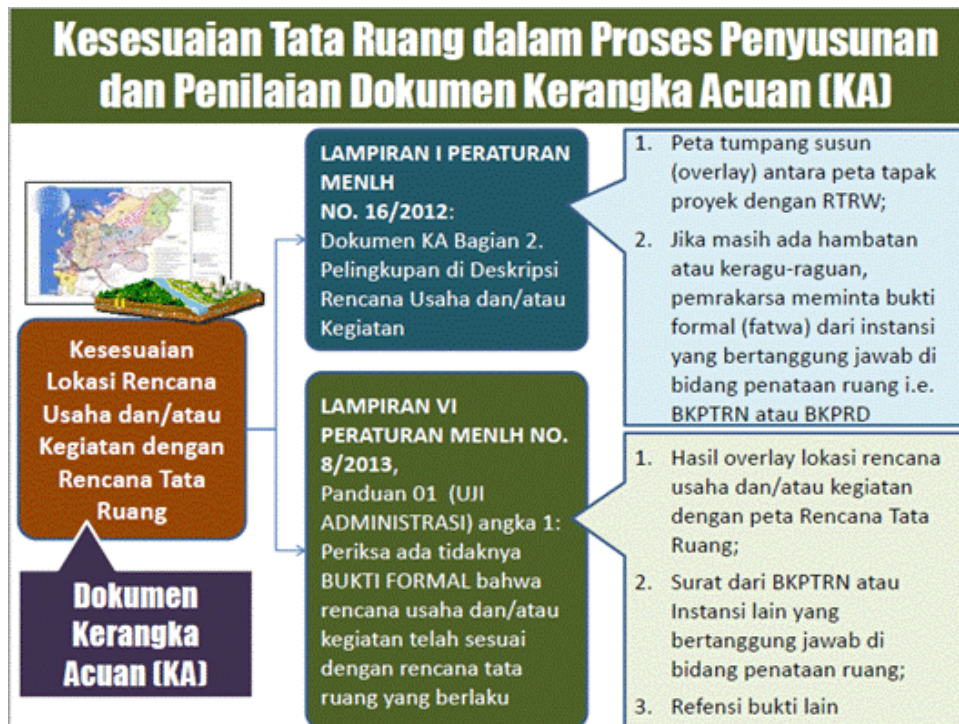 Kesesuaian Tata Ruang dalam Proses Penyusunan
dan Penilaian Dokumen Kerangka Acuan (KA)
Kesesuaian
Lokasi Rencana
Usaha dan/atau
Kegiatan dengan
Rencana Tata
Ruang
Dokumen
Kerangka
Acuan (KA)
LAMPIRAN I PERATURAN
MENLH
NO. 16/2012:
Dokumen KA Bagian 2.
Pelingkupan di Deskripsi
Rencana Usaha dan/atau
Kegiatan
1. Peta tumpang susun
(overlay) antara peta tapak
proyek dengan RTRW;
2. Jika masih ada hambatan
atau keragu-raguan,
pemrakarsa meminta bukti
formal (fatwa) dari instansi
yang bertanggung jawab di
bidang penataan ruang i.e.
BKPTRN atau BKPRD
LAMPIRAN VI
PERATURAN MENLH NO.
8/2013,
Panduan 01 (UJI
ADMINISTRASI) angka 1:
Periksa ada tidaknya
BUKTI FORMAL bahwa
rencana usaha dan/atau
kegiatan telah sesuai
dengan rencana tata
ruang yang berlaku
1. Hasil overlay lokasi rencana
usaha dan/atau kegiatan
dengan peta Rencana Tata
Ruang;
2. Surat dari BKPTRN atau
Instansi lain yang
bertanggung jawab di
bidang penataan ruang;
3. Refensi bukti lain